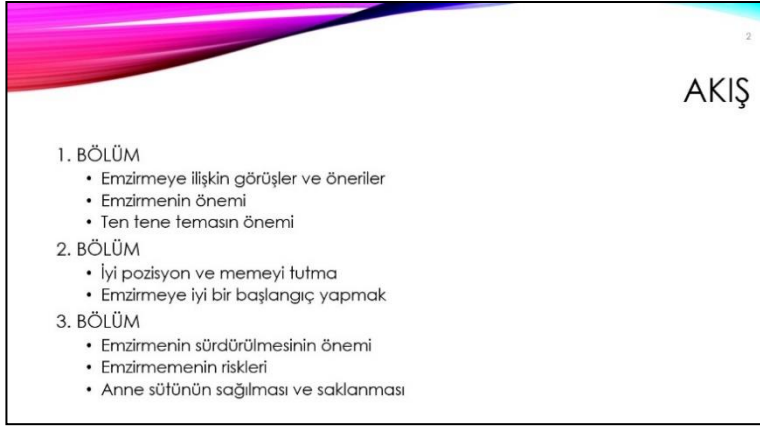 2
AKIŞ
1. BÖLÜM
• Emzirmeye ilişkin görüşler ve öneriler
• Emzirmenin önemi
• Ten tene temasın önemi
2. BÖLÜM
• İyi pozisyon ve memeyi tutma
• Emzirmeye iyi bir başlangıç yapmak
3. BÖLÜM
• Emzirmenin sürdürülmesinin önemi
• Emzirmemenin riskleri
• Anne sütünün sağılması ve saklanması